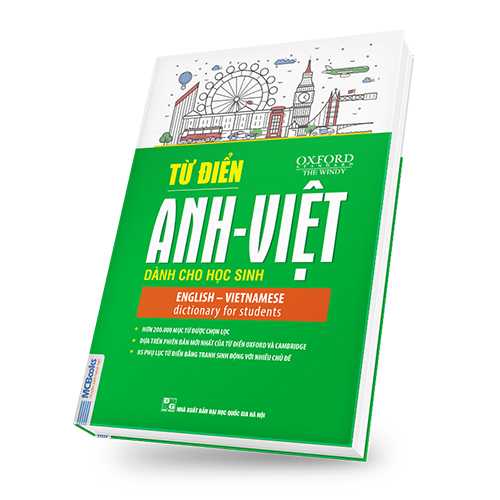 TỪ ĐIỂN
OXFORD
STANDARD
THE WINDY
ANH-VIỆT
DÀNH CHO HỌC SINH
ENGLISH – VIETNAMESE
dictionary for students
HƠN 200.000 MỤC TỪ ĐƯỢC CHỌN LỌC
DỰA TRÊN PHIÊN BẢN MỚI NHẤT CỦA TỪ ĐIỂN OXFORD VÀ CAMBRIDGE
85 PHỤ LỤC TỪ ĐIỂN BẰNG TRANH SINH ĐỘNG VỚI NHIỀU CHỦ ĐỀ
NHÀ XUẤT BẢN ĐẠI HỌC QUỐC GIA HÀ NỘI
MCBooks